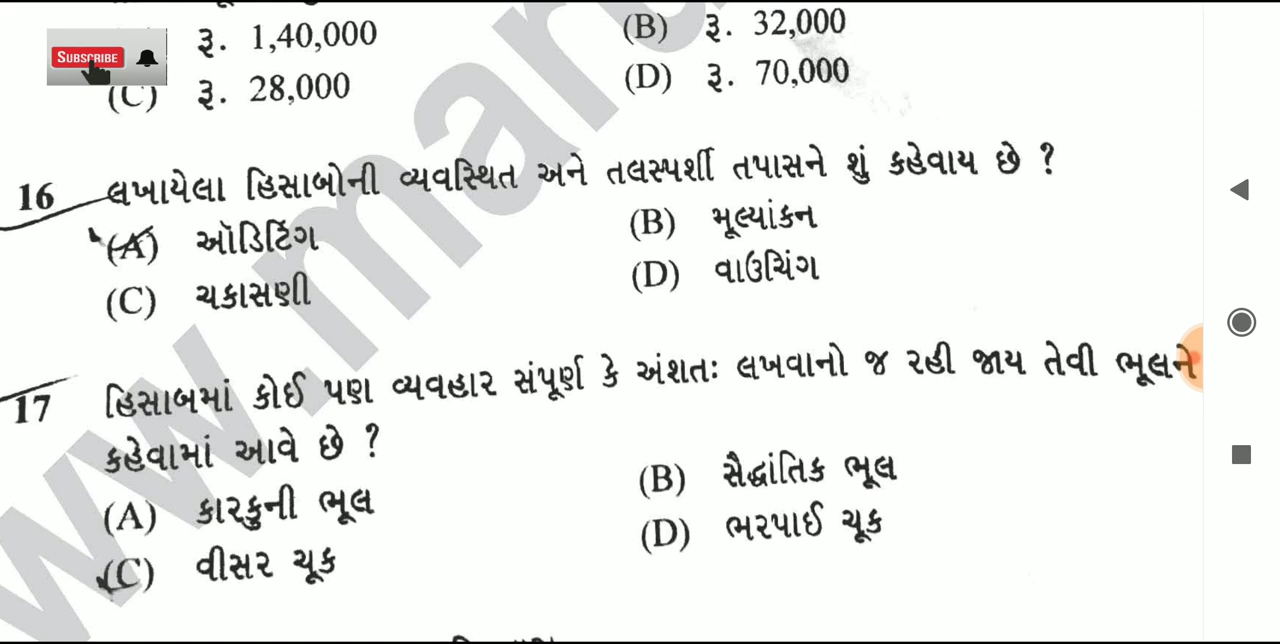 રૂ. 1,40,000
(B) રૂ. 32,000
SUBSCRIBE
(C) રૂ. 28,000
(D) રૂ. 70,000
16 લખાયેલા હિસાબોની વ્યવસ્થિત અને તલસ્પર્શી તપાસને શું કહેવાય છે ?
(A) ઑડિટિંગ
(B) મૂલ્યાંકન
(C) ચકાસણી
(D) વાઉચિંગ
17 હિસાબમાં કોઈ પણ વ્યવહાર સંપૂર્ણ કે અંશતઃ લખવાનો જ રહી જાય તેવી ભૂલને
કહેવામાં આવે છે ?
(A) કારકુની ભૂલ
(B) સૈદ્ધાંતિક ભૂલ
(C) વીસર ચૂક
(D) ભરપાઈ ચૂક